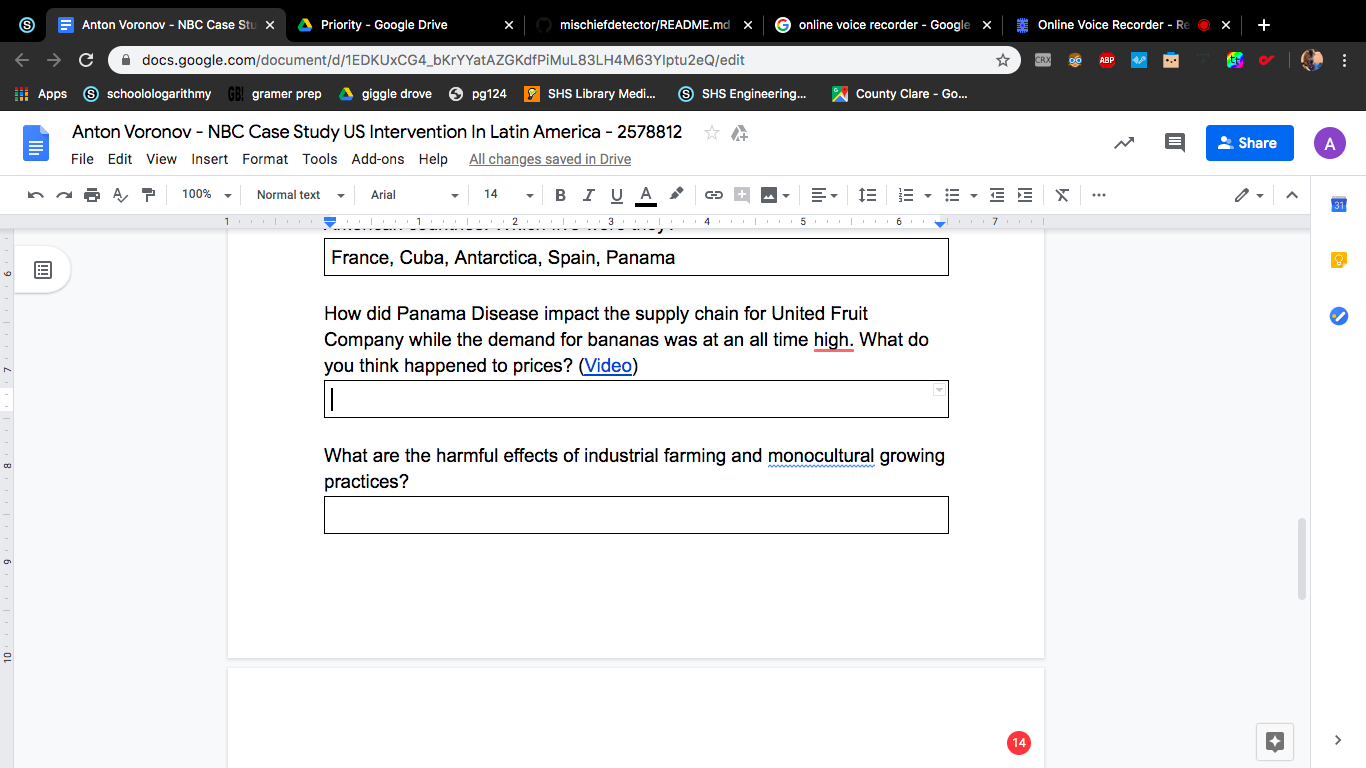 Anton Voronov - NBC Case Stu
Priority - Google Drive
mischiefdetector/README.md
online voice recorder - Google
Online Voice Recorder - Re
docs.google.com/document/d/1EDKUxCG4_bKrYYatAZGKdfPiMuL83LH4M63YIptu2eQ/edit
CRX
ABP
Apps
schoolologarithmy
GB!
gramer prep
giggle drove
pg124
SHS Library Medi...
SHS Engineering...
County Clare - Go...
Anton Voronov - NBC Case Study US Intervention In Latin America - 2578812
File Edit View Insert Format Tools Add-ons Help All changes saved in Drive
Share
A
100% Normal text Arial 14 B I U A
31
1 1 2 3 4 5 6 7
France, Cuba, Antarctica, Spain, Panama
How did Panama Disease impact the supply chain for United Fruit
Company while the demand for bananas was at an all time high. What do
you think happened to prices? (Video)
What are the harmful effects of industrial farming and monocultural growing
practices?
6
7
8
9
10
14